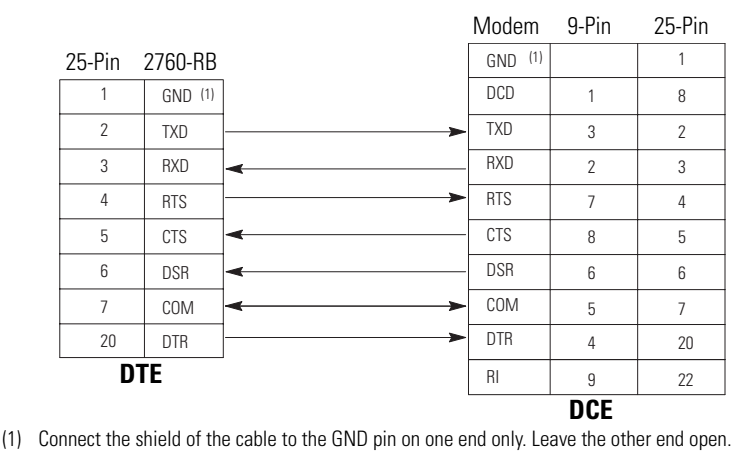 Modem 9-Pin 25-Pin
GND (1) 1
DCD 1 8
TXD 3 2
RXD 2 3
RTS 7 4
CTS 8 5
DSR 6 6
COM 5 7
DTR 4 20
RI 9 22
DCE
25-Pin 2760-RB
1 GND (1)
2 TXD
3 RXD
4 RTS
5 CTS
6 DSR
7 COM
20 DTR
DTE
(1) Connect the shield of the cable to the GND pin on one end only. Leave the other end open.